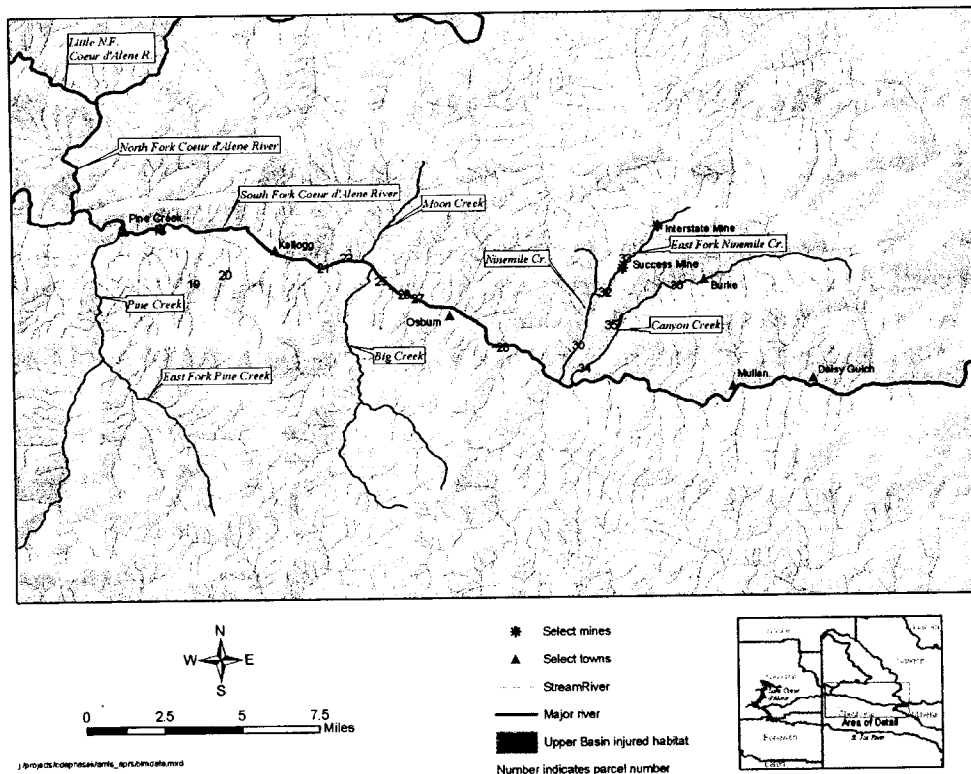 Little N.F.
Coeur d'Alene R.
North Fork Coeur d'Alene River
South Fork Coeur d'Alene River
Moon Creek
Pine Creek
Kellogg
Interstate Mine
East Fork Ninemile Cr.
Ninemile Cr.
Success Mine
Burke
20
19
21
23
32
33
Pine Creek
Osburn
Canyon Creek
35
30
Big Creek
34
East Fork Pine Creek
Mullan
Daisy Gulch
N
W E
S
0 2.5 5 7.5
Miles
Select mines
Select towns
StreamRiver
Major river
Upper Basin injured habitat
Number indicates parcel number
Area of Detail